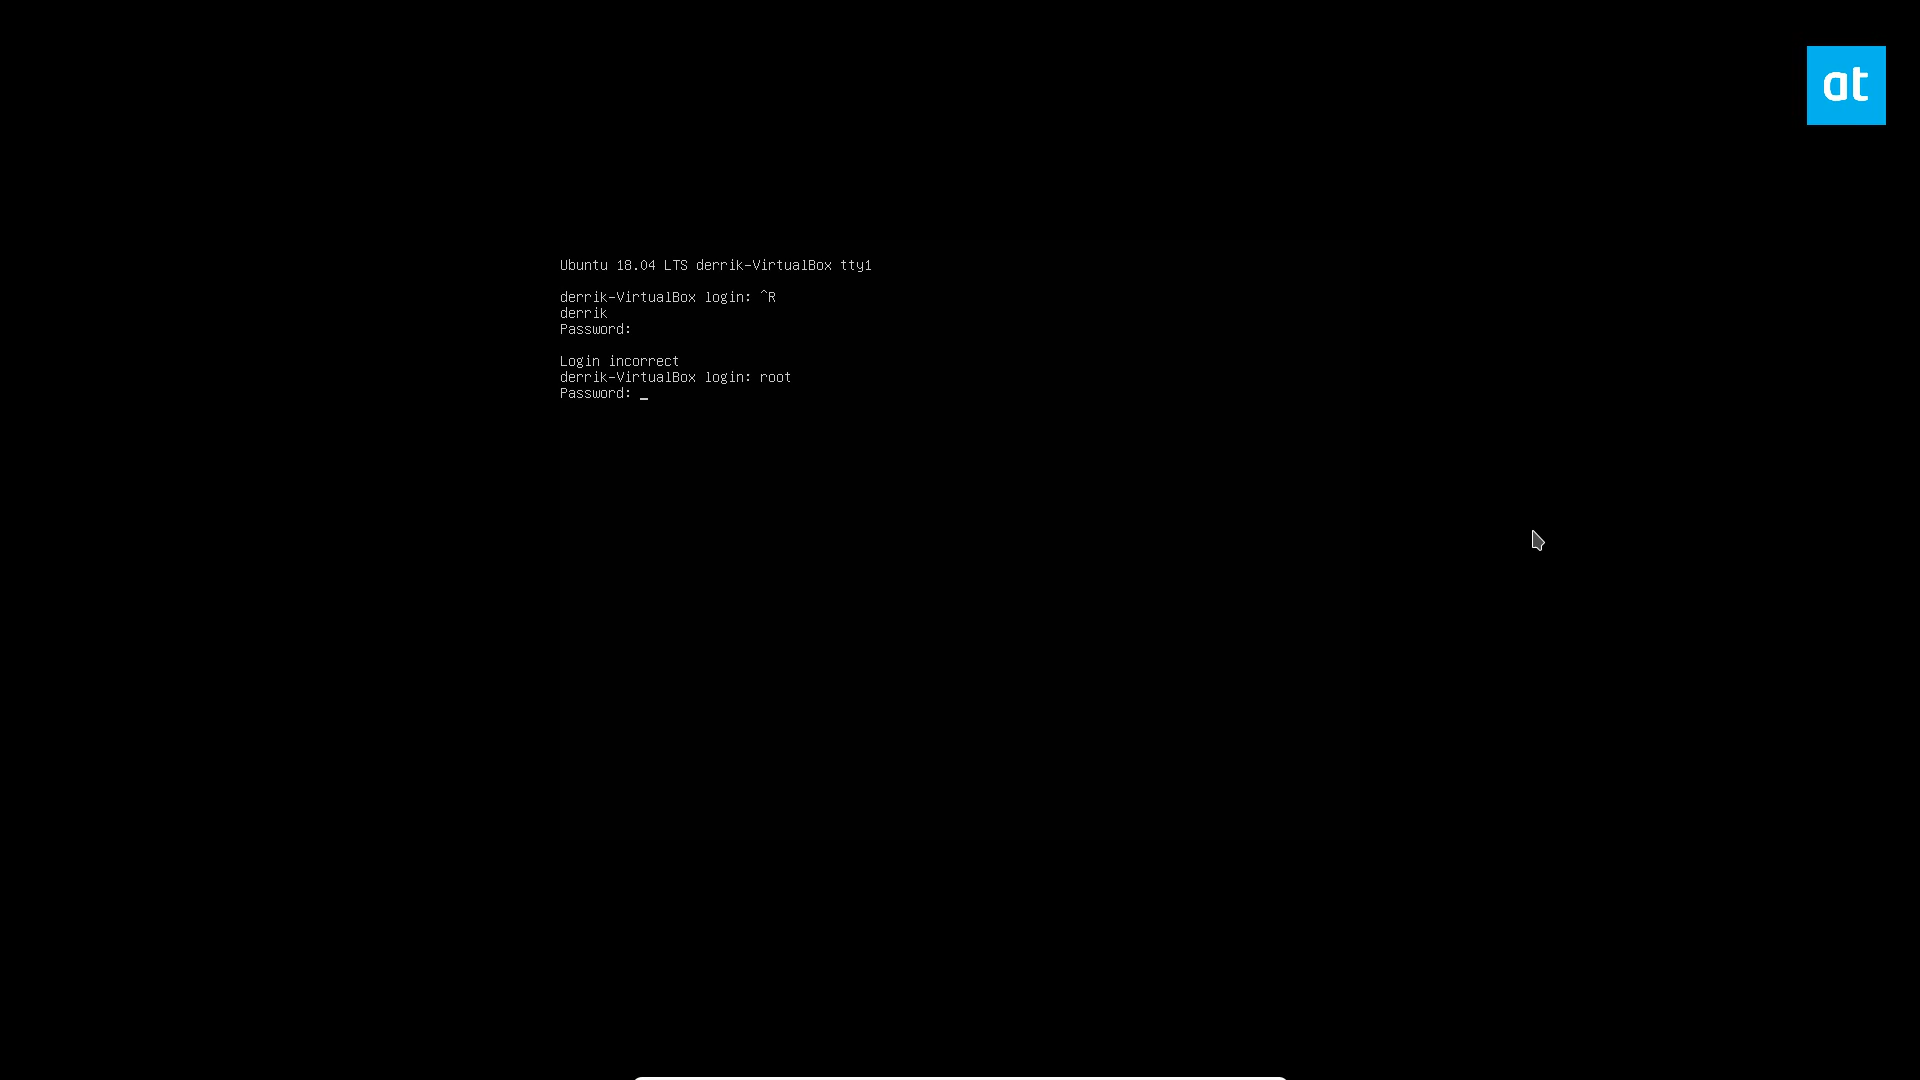 at
Ubuntu 18.04 LTS derrik-VirtualBox tty1
derrik-VirtualBox login: ^R
derrik
Password:
Login incorrect
derrik-VirtualBox login: root
Password: _